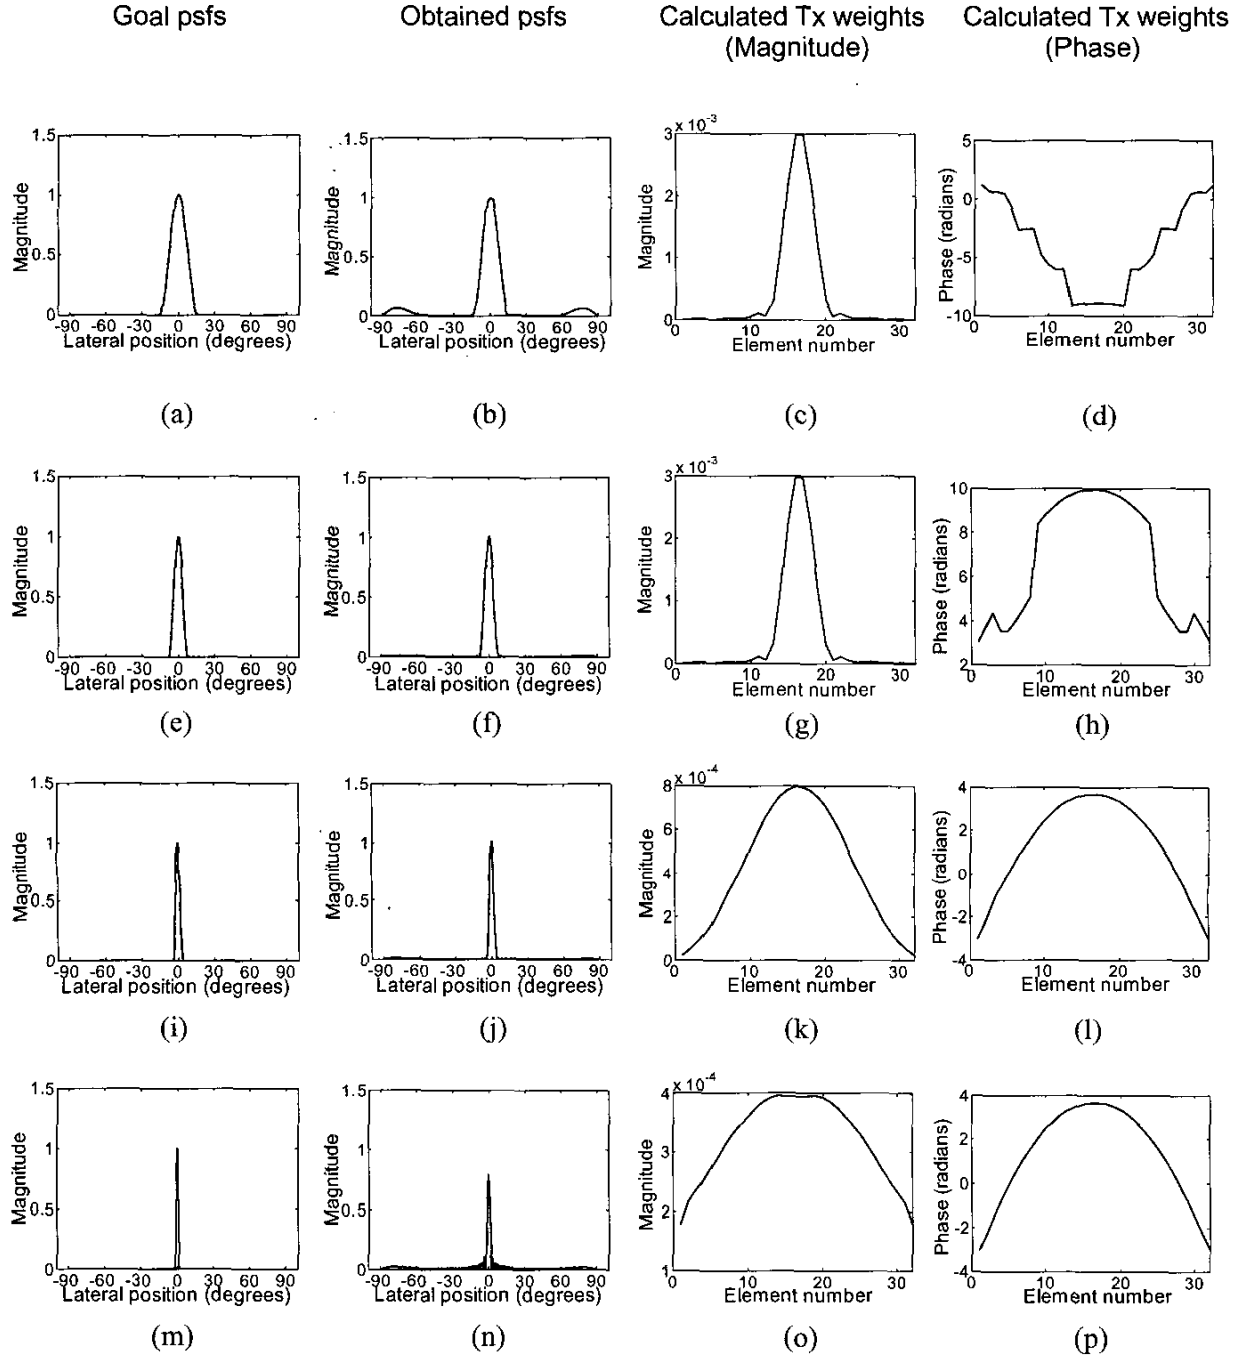 Goal psfs
Obtained psfs
Calculated Tx weights
(Magnitude)
Calculated Tx weights
(Phase)
1.5
1
0.5
0
Magnitude
-90 -60 -30 0 30 60 90
Lateral position (degrees)
(a)
1.5
1
0.5
0
Magnitude
-90 -60 -30 0 30 60 90
Lateral position (degrees)
(b)
3 x 10^-3
2
1
0
Magnitude
0 10 20 30
Element number
(c)
5
0
-5
-10
Phase (radians)
10 20 30
Element number
(d)
1.5
1
0.5
0
Magnitude
-90 -60 -30 0 30 60 90
Lateral position (degrees)
(e)
1.5
1
0.5
0
Magnitude
-90 -60 -30 0 30 60 90
Lateral position (degrees)
(f)
3 x 10^-3
2
1
0
Magnitude
0 10 20 30
Element number
(g)
10
8
6
4
2
Phase (radians)
10 20 30
Element number
(h)
1.5
1
0.5
0
Magnitude
-90 -60 -30 0 30 60 90
Lateral position (degrees)
(i)
1.5
1
0.5
0
Magnitude
-90 -60 -30 0 30 60 90
Lateral position (degrees)
(j)
8 x 10^-4
6
4
2
0
Magnitude
0 10 20 30
Element number
(k)
4
2
0
-2
-4
Phase (radians)
10 20 30
Element number
(l)
1.5
1
0.5
0
Magnitude
-90 -60 -30 0 30 60 90
Lateral position (degrees)
(m)
1.5
1
0.5
0
Magnitude
-90 -60 -30 0 30 60 90
Lateral position (degrees)
(n)
4 x 10^-4
3
2
1
Magnitude
0 10 20 30
Element number
(o)
4
2
0
-2
-4
Phase (radians)
10 20 30
Element number
(p)